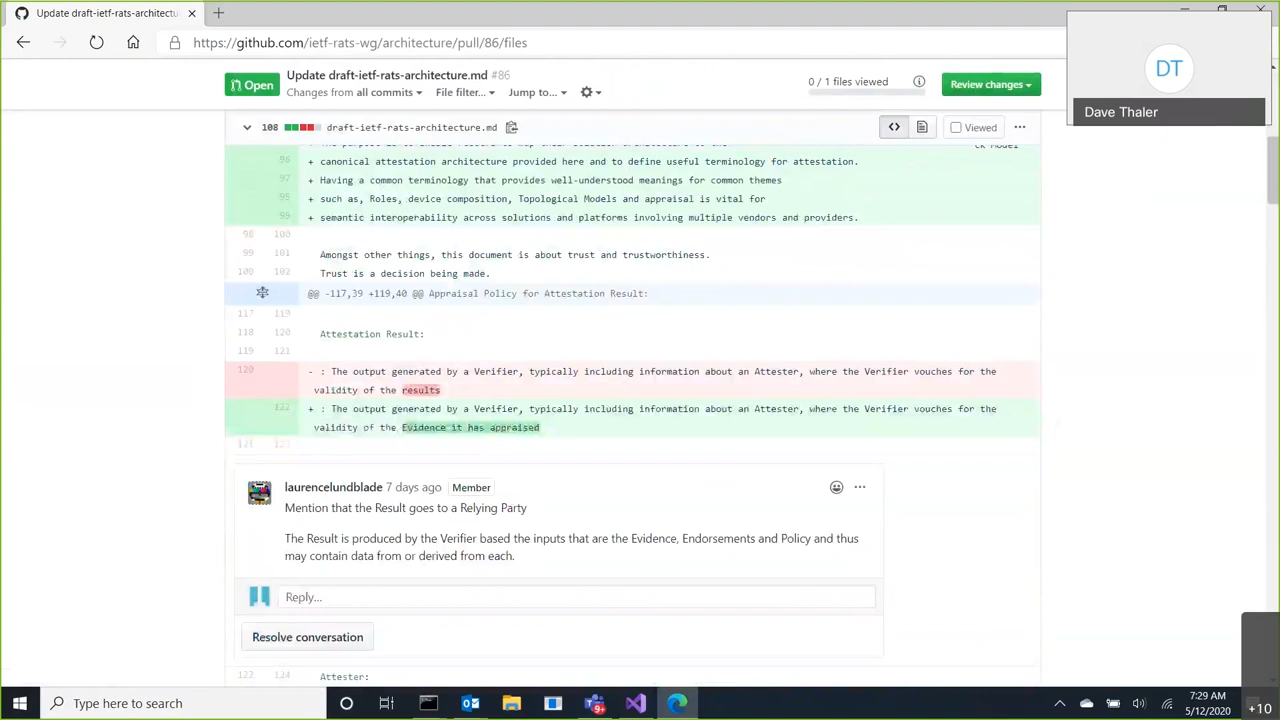 Update draft-ietf-rats-architectu
https://github.com/ietf-rats-wg/architecture/pull/86/files
DT
Dave Thaler
Open
Update draft-ietf-rats-architecture.md #86
Changes from all commits
File filter...
Jump to...
0 / 1 files viewed
Review changes
108
draft-ietf-rats-architecture.md
Viewed
ck Model
96 + canonical attestation architecture provided here and to define useful terminology for attestation.
97 + Having a common terminology that provides well-understood meanings for common themes
98 + such as, Roles, device composition, Topological Models and appraisal is vital for
99 + semantic interoperability across solutions and platforms involving multiple vendors and providers.
98 100
99 101 Amongst other things, this document is about trust and trustworthiness.
100 102 Trust is a decision being made.
@@ -117,39 +119,40 @@ Appraisal Policy for Attestation Result:
117 119
118 120 Attestation Result:
119 121
120 - : The output generated by a Verifier, typically including information about an Attester, where the Verifier vouches for the
validity of the results
122 + : The output generated by a Verifier, typically including information about an Attester, where the Verifier vouches for the
validity of the Evidence it has appraised
laurencelundblade 7 days ago Member
Mention that the Result goes to a Relying Party
The Result is produced by the Verifier based the inputs that are the Evidence, Endorsements and Policy and thus
may contain data from or derived from each.
Reply...
Resolve conversation
122 124 Attester:
Type here to search
7:29 AM
5/12/2020
+10